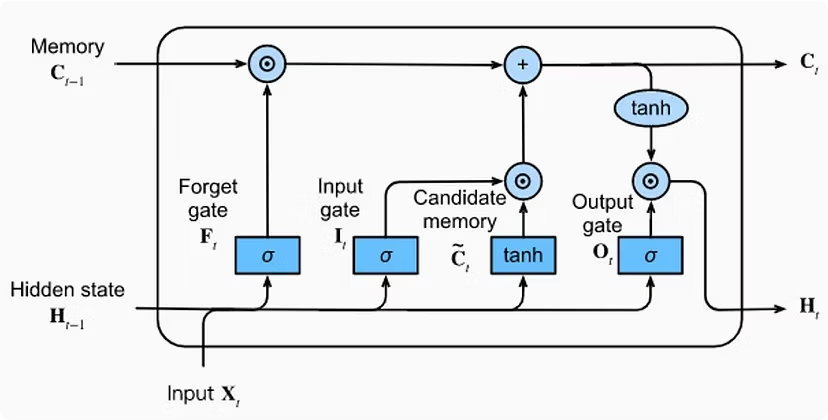 Memory
C_{t−1}
⊙
+
C_t
tanh
⊙
⊙
Forget
gate
F_t
Input
gate
I_t
Candidate
memory
C̃_t
Output
gate
O_t
σ
σ
tanh
σ
Hidden state
H_{t−1}
H_t
Input X_t